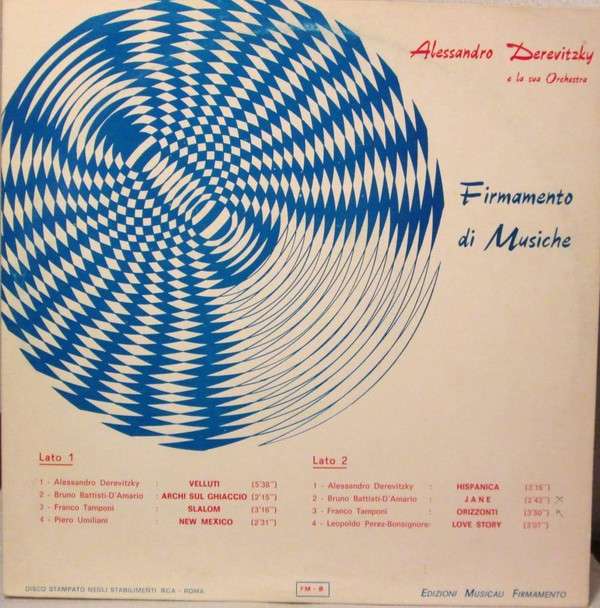 Alessandro Derevitzky
e la sua Orchestra
Firmamento
di Musiche
Lato 1
1 - Alessandro Derevitzky : VELLUTI (5'38")
2 - Bruno Battisti-D'Amario : ARCHI SUL GHIACCIO (2'15")
3 - Franco Tamponi : SLALOM (3'16")
4 - Piero Umiliani : NEW MEXICO (2'31")
Lato 2
1 - Alessandro Derevitzky : HISPANICA (3'16")
2 - Bruno Battisti-D'Amario : JANE (2'42")
3 - Franco Tamponi : ORIZZONTI (3'50")
4 - Leopoldo Perez-Bonsignore: LOVE STORY (3'07")
DISCO STAMPATO NEGLI STABILIMENTI RCA - ROMA
FM - 8
EDIZIONI MUSICALI FIRMAMENTO